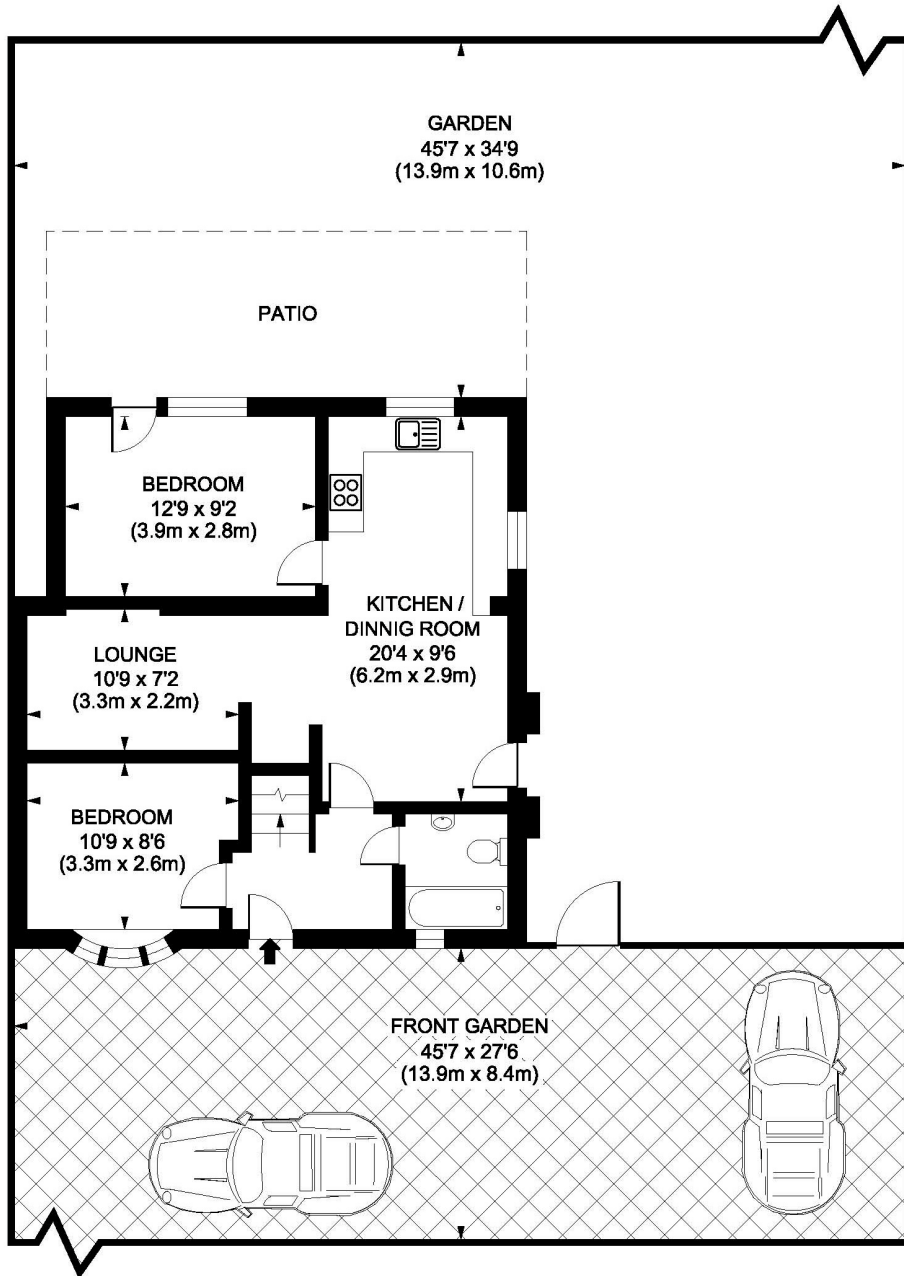 GARDEN
45'7 x 34'9
(13.9m x 10.6m)
PATIO
BEDROOM
12'9 x 9'2
(3.9m x 2.8m)
KITCHEN /
DINNIG ROOM
20'4 x 9'6
(6.2m x 2.9m)
LOUNGE
10'9 x 7'2
(3.3m x 2.2m)
BEDROOM
10'9 x 8'6
(3.3m x 2.6m)
FRONT GARDEN
45'7 x 27'6
(13.9m x 8.4m)